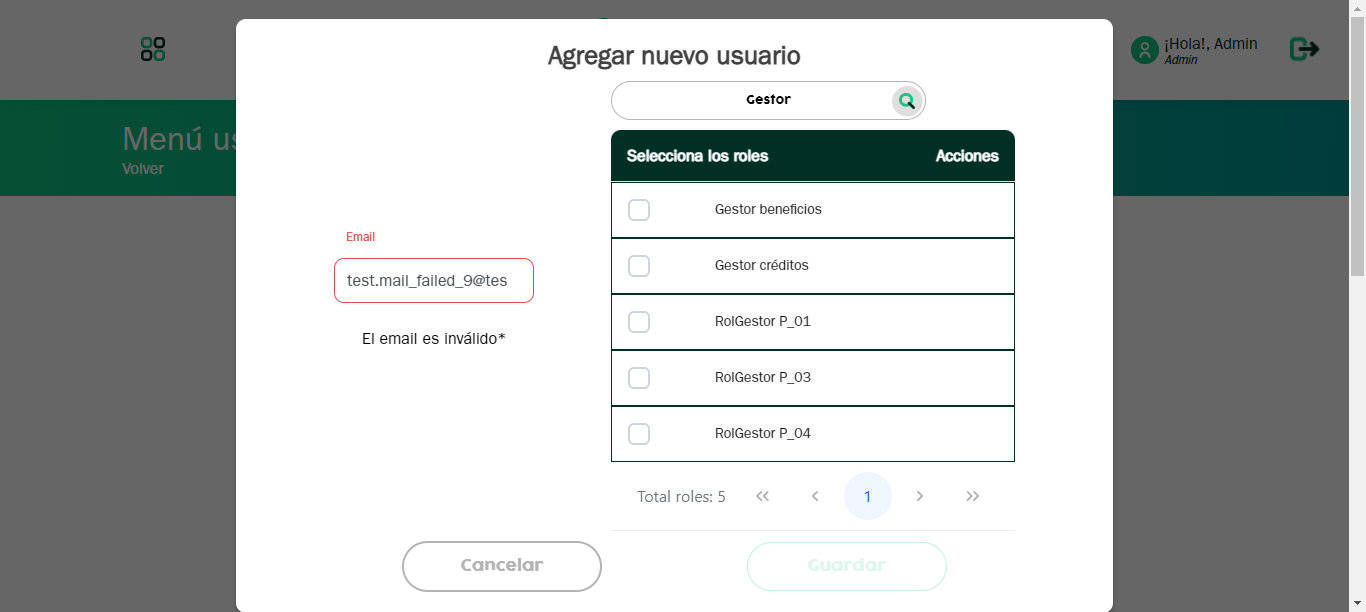 ¡Hola!, Admin
Admin
Menú us
Volver
Agregar nuevo usuario
Gestor
Selecciona los roles Acciones
Gestor beneficios
Gestor créditos
RolGestor P_01
RolGestor P_03
RolGestor P_04
Email
test.mail_failed_9@tes
El email es inválido*
Total roles: 5 1
Cancelar Guardar